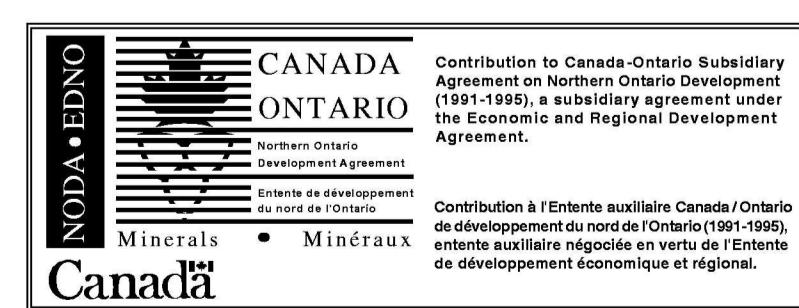 NODA • EDNO
CANADA
ONTARIO
Northern Ontario
Development Agreement
Entente de développement
du nord de l'Ontario
Minerals • Minéraux
Canada
Contribution to Canada-Ontario Subsidiary
Agreement on Northern Ontario Development
(1991-1995), a subsidiary agreement under
the Economic and Regional Development
Agreement.
Contribution à l'Entente auxiliaire Canada / Ontario
de développement du nord de l'Ontario (1991-1995),
entente auxiliaire négociée en vertu de l'Entente
de développement économique et régional.